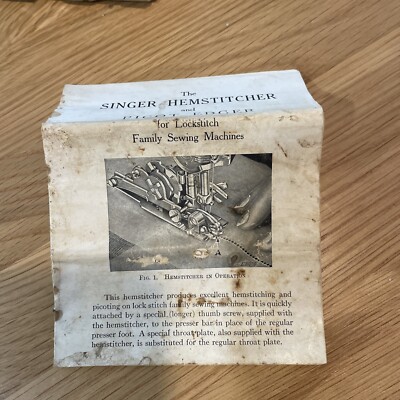 The
SINGER HEMSTITCHER
and
PICOT EDGER
for Lockstitch
Family Sewing Machines
A
FIG. 1. HEMSTITCHER IN OPERATION
This hemstitcher produces excellent hemstitching and
picoting on lock stitch family sewing machines. It is quickly
attached by a special (longer) thumb screw, supplied with
the hemstitcher, to the presser bar in place of the regular
presser foot. A special throat plate, also supplied with the
hemstitcher, is substituted for the regular throat plate.